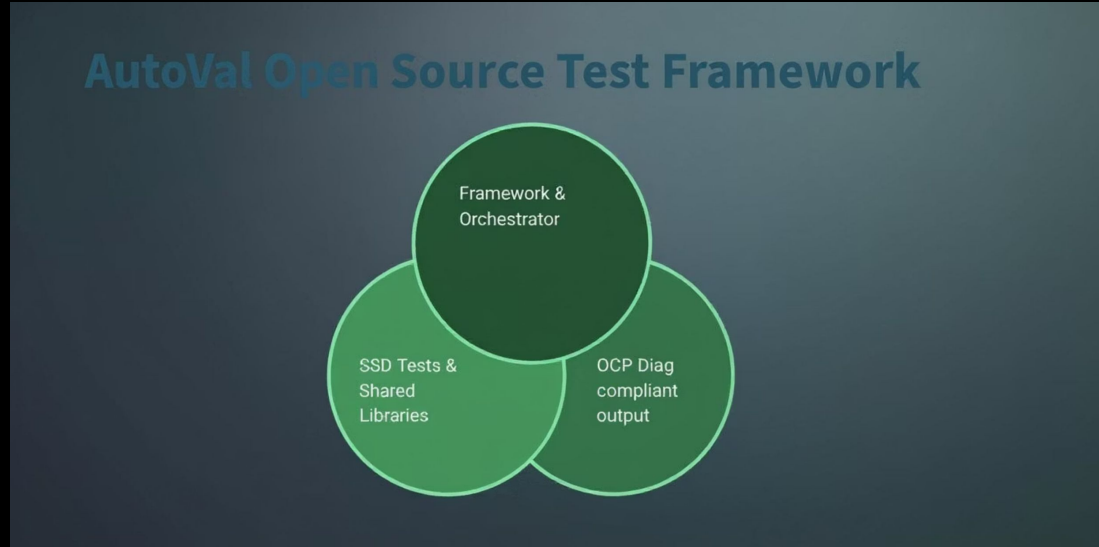 AutoVal Open Source Test Framework
Framework &
Orchestrator
SSD Tests &
Shared
Libraries
OCP Diag
compliant
output